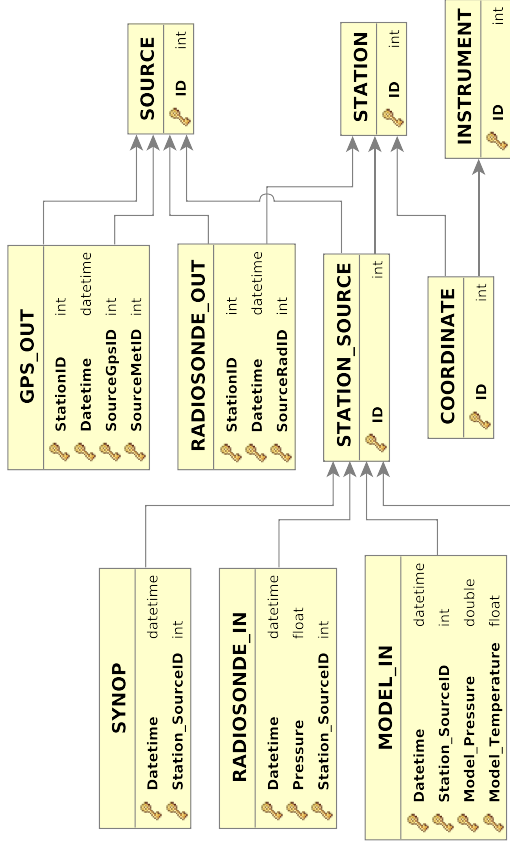 SOURCE
ID int
STATION
ID int
INSTRUMENT
ID int
GPS_OUT
StationID int
Datetime datetime
SourceGpsID int
SourceMetID int
RADIOSONDE_OUT
StationID int
Datetime datetime
SourceRadID int
STATION_SOURCE
ID int
COORDINATE
ID int
SYNOP
Datetime datetime
Station_SourceID int
RADIOSONDE_IN
Datetime datetime
Pressure float
Station_SourceID int
MODEL_IN
Datetime datetime
Station_SourceID int
Model_Pressure double
Model_Temperature float